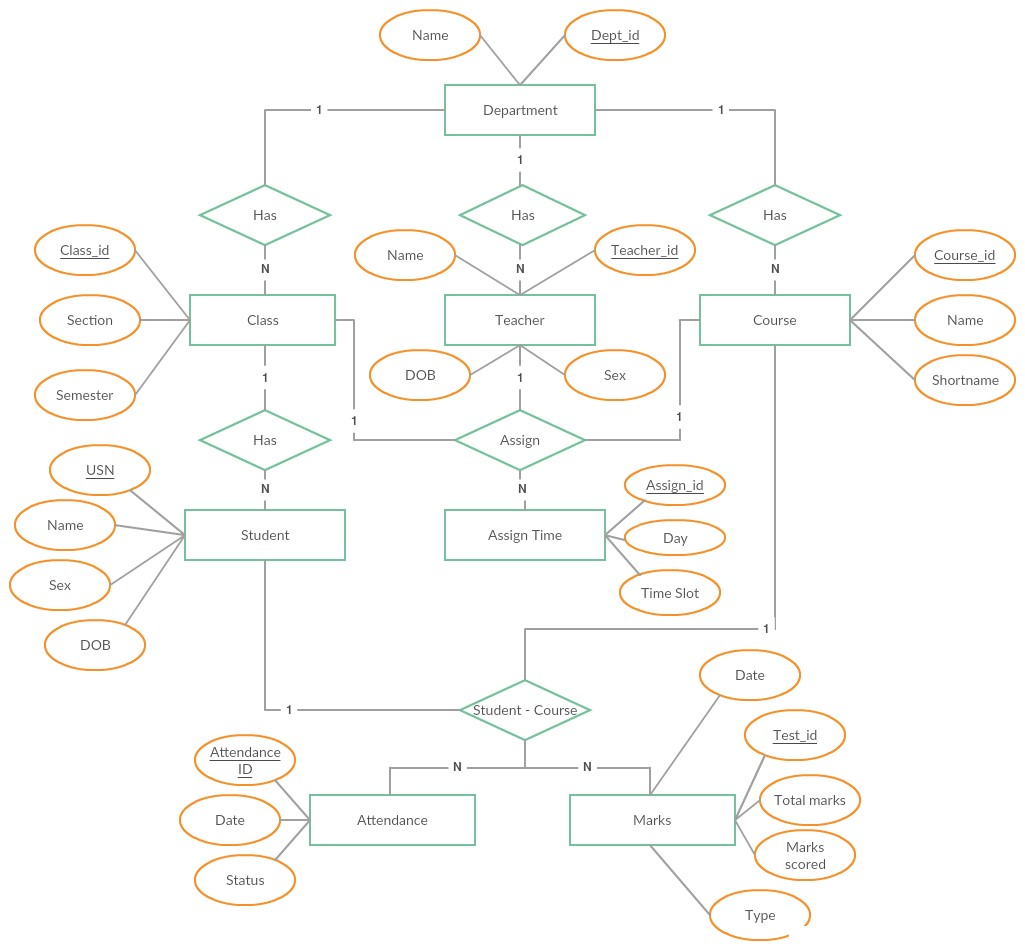 Name
Dept_id
Department
1
1
1
Has
Has
Has
Class_id
Name
Teacher_id
Course_id
N
N
N
Section
Class
Teacher
Course
Name
Semester
1
DOB
1
Sex
Shortname
1
1
Has
Assign
USN
N
N
Assign_id
Name
Student
Assign Time
Day
Sex
Time Slot
DOB
1
Date
1
Student - Course
Test_id
Attendance
ID
N
N
Total marks
Date
Attendance
Marks
Marks
scored
Status
Type